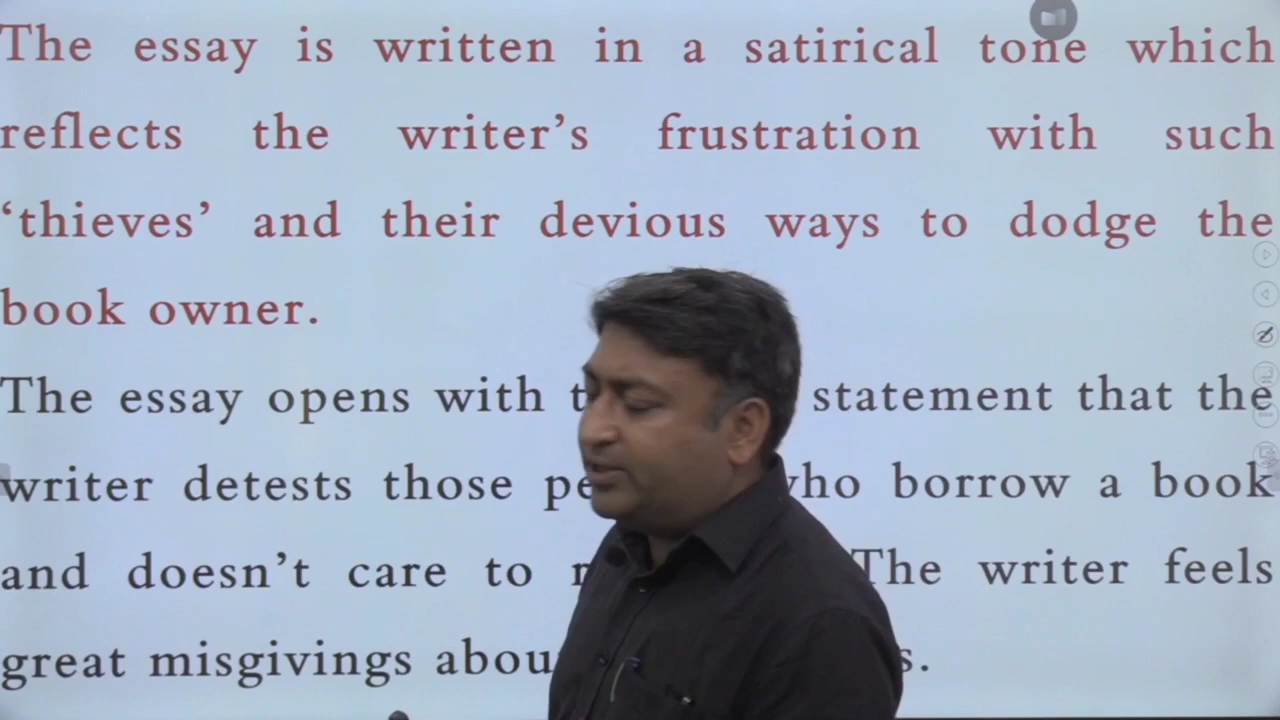 The essay is written in a satirical tone which
reflects the writer’s frustration with such
‘thieves’ and their devious ways to dodge the
book owner.
The essay opens with statement that the
writer detests those who borrow a book
and doesn’t care to The writer feels
great misgivings